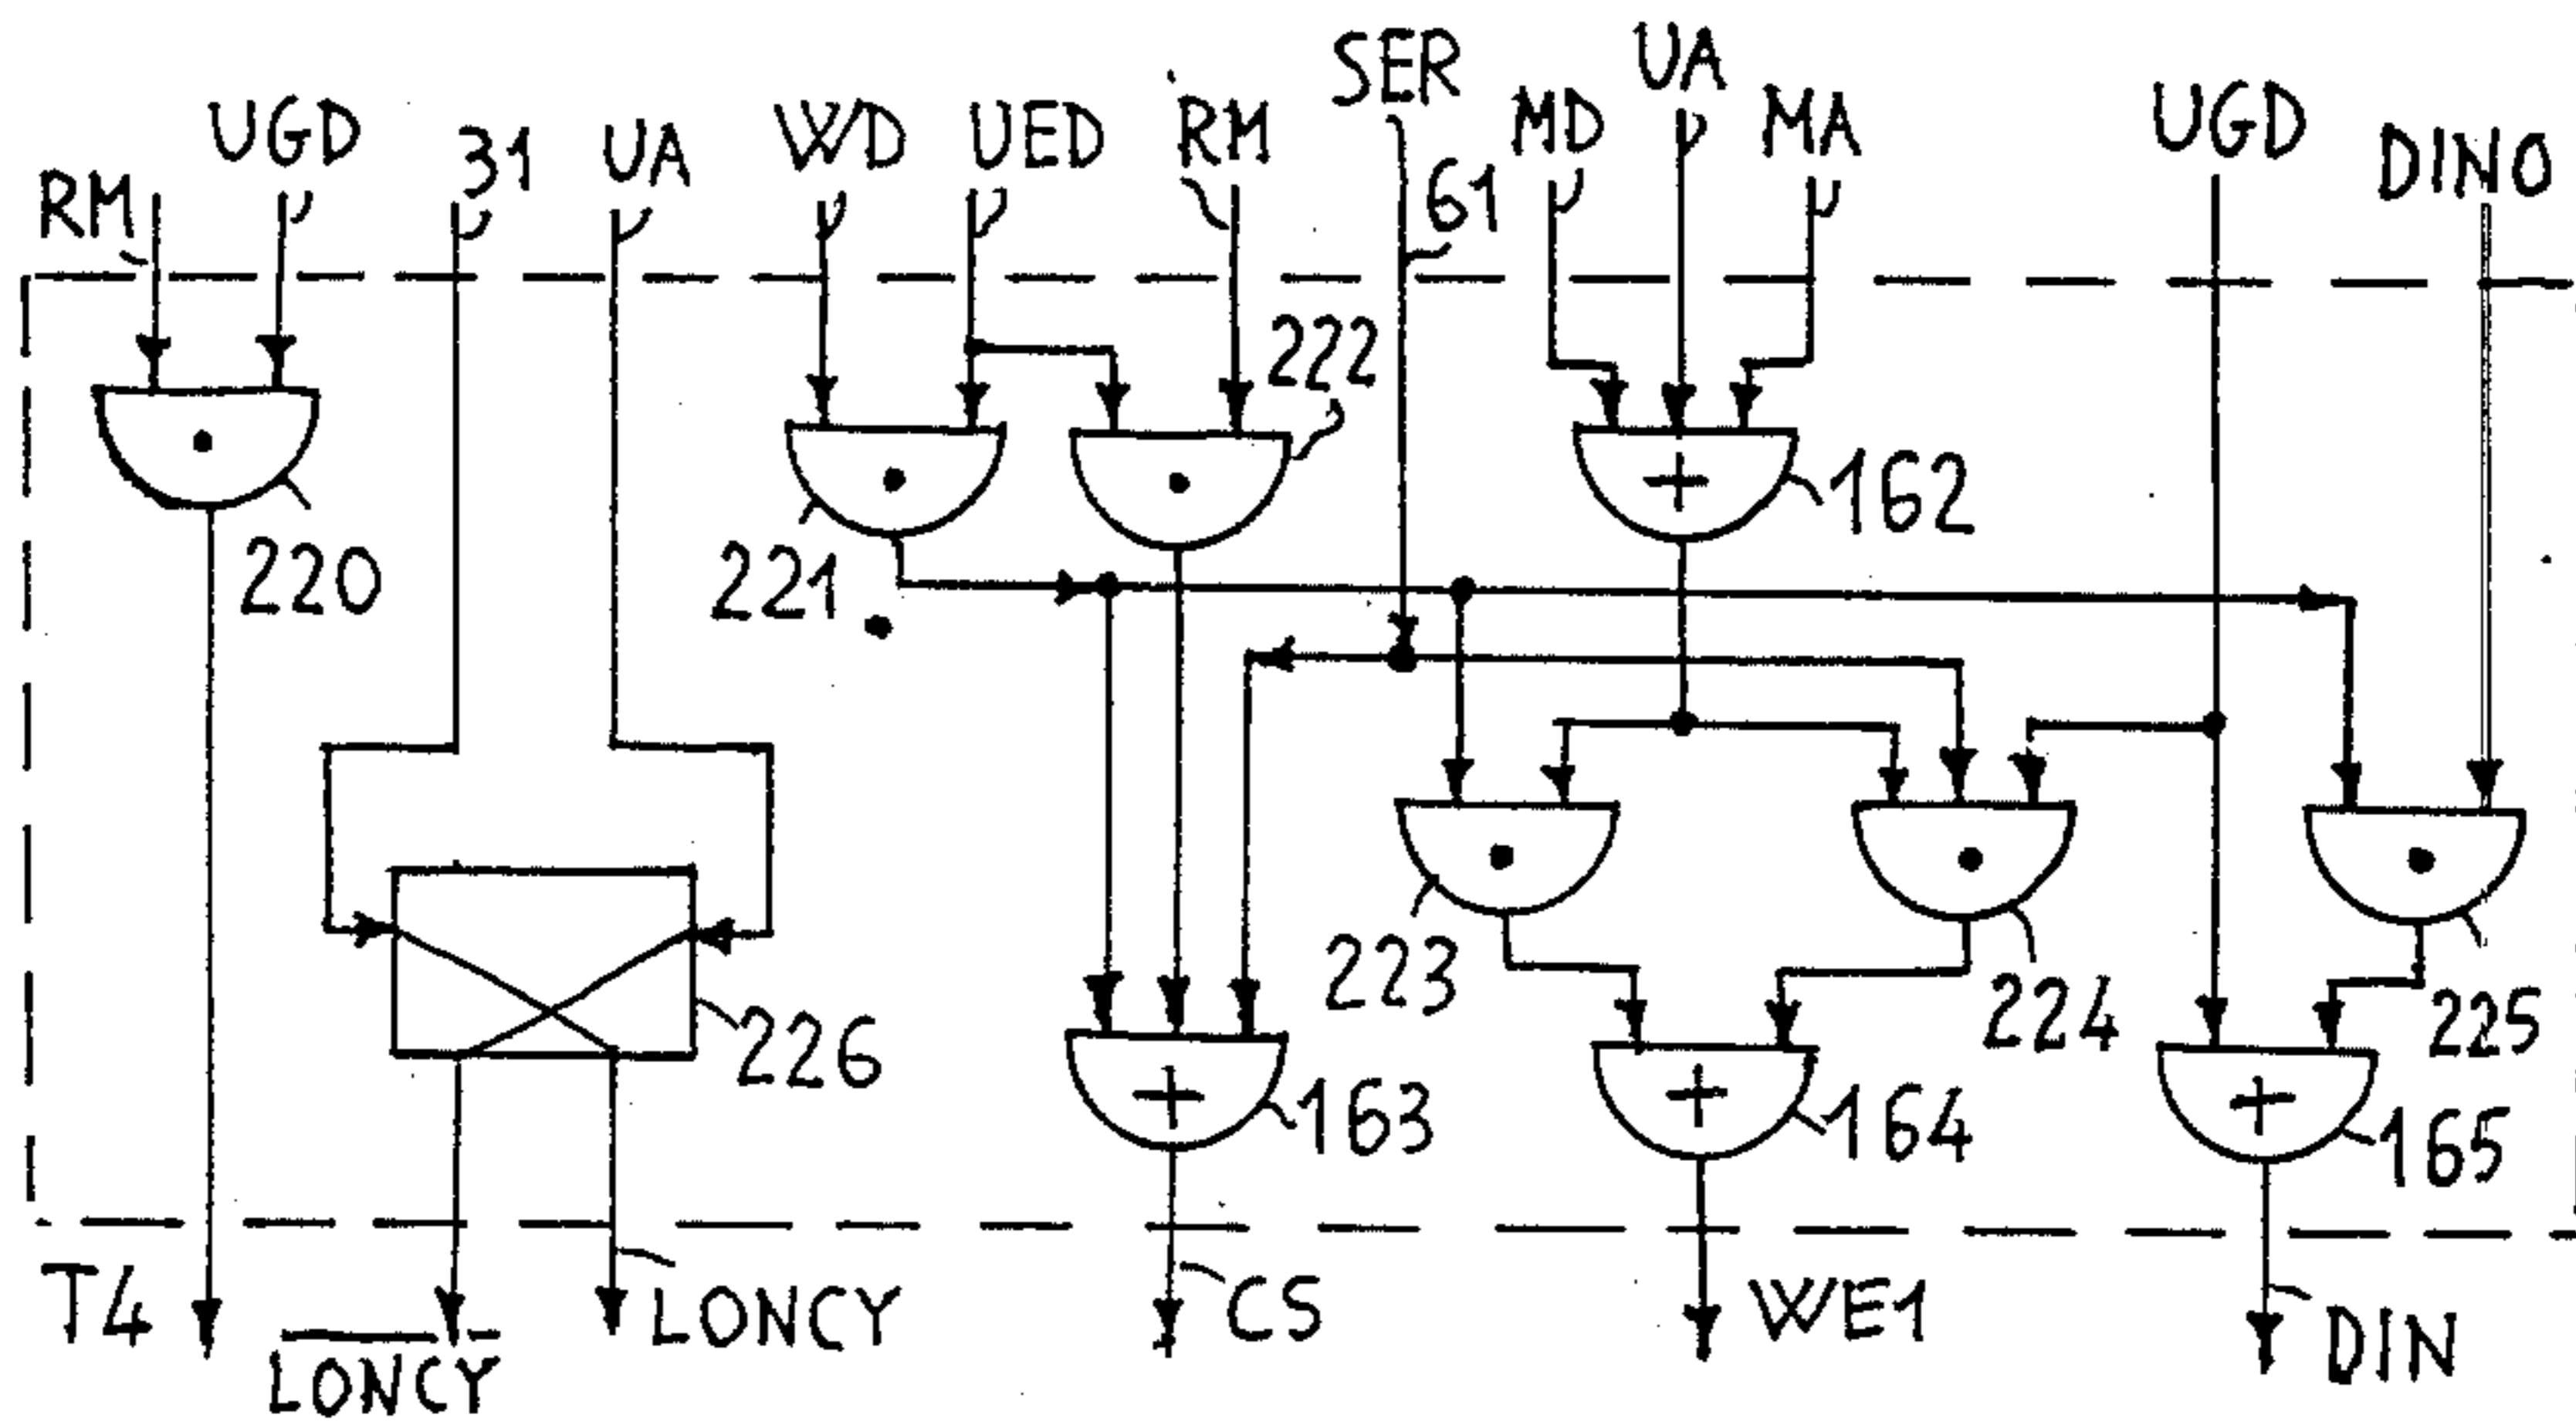 SER
UA
UGD
WD
UED
RM
MD
MA
UGD
DINO
31
UA
RM
61
222
+
162
220
221
223
224
225
226
+
163
+
164
+
165
T4
LONCY
LONCY
CS
WE1
DIN